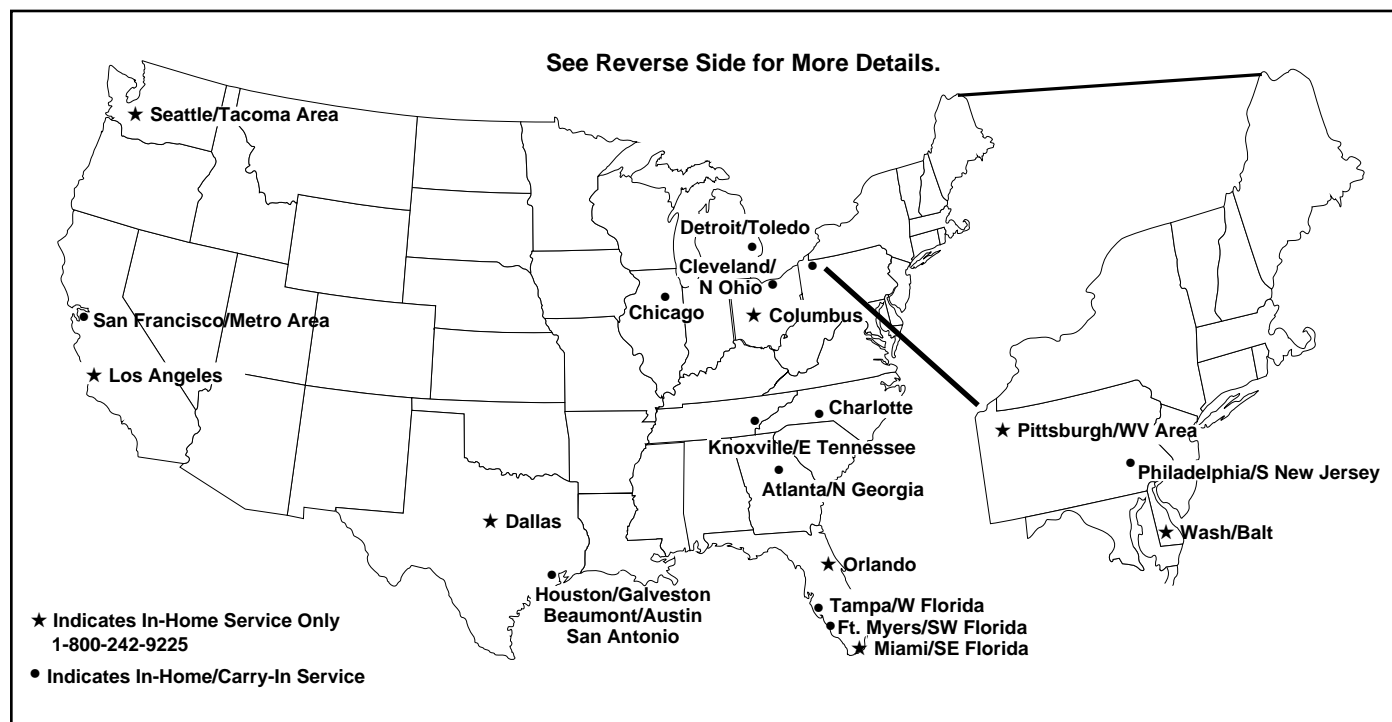 See Reverse Side for More Details.
★ Seattle/Tacoma Area
Detroit/Toledo
Cleveland/
N Ohio
Chicago
★ Columbus
San Francisco/Metro Area
★ Los Angeles
Charlotte
Knoxville/E Tennessee
Atlanta/N Georgia
★ Pittsburgh/WV Area
Philadelphia/S New Jersey
★ Wash/Balt
★ Dallas
★ Orlando
Houston/Galveston
Beaumont/Austin
San Antonio
Tampa/W Florida
Ft. Myers/SW Florida
★ Miami/SE Florida
★ Indicates In-Home Service Only
1-800-242-9225
• Indicates In-Home/Carry-In Service